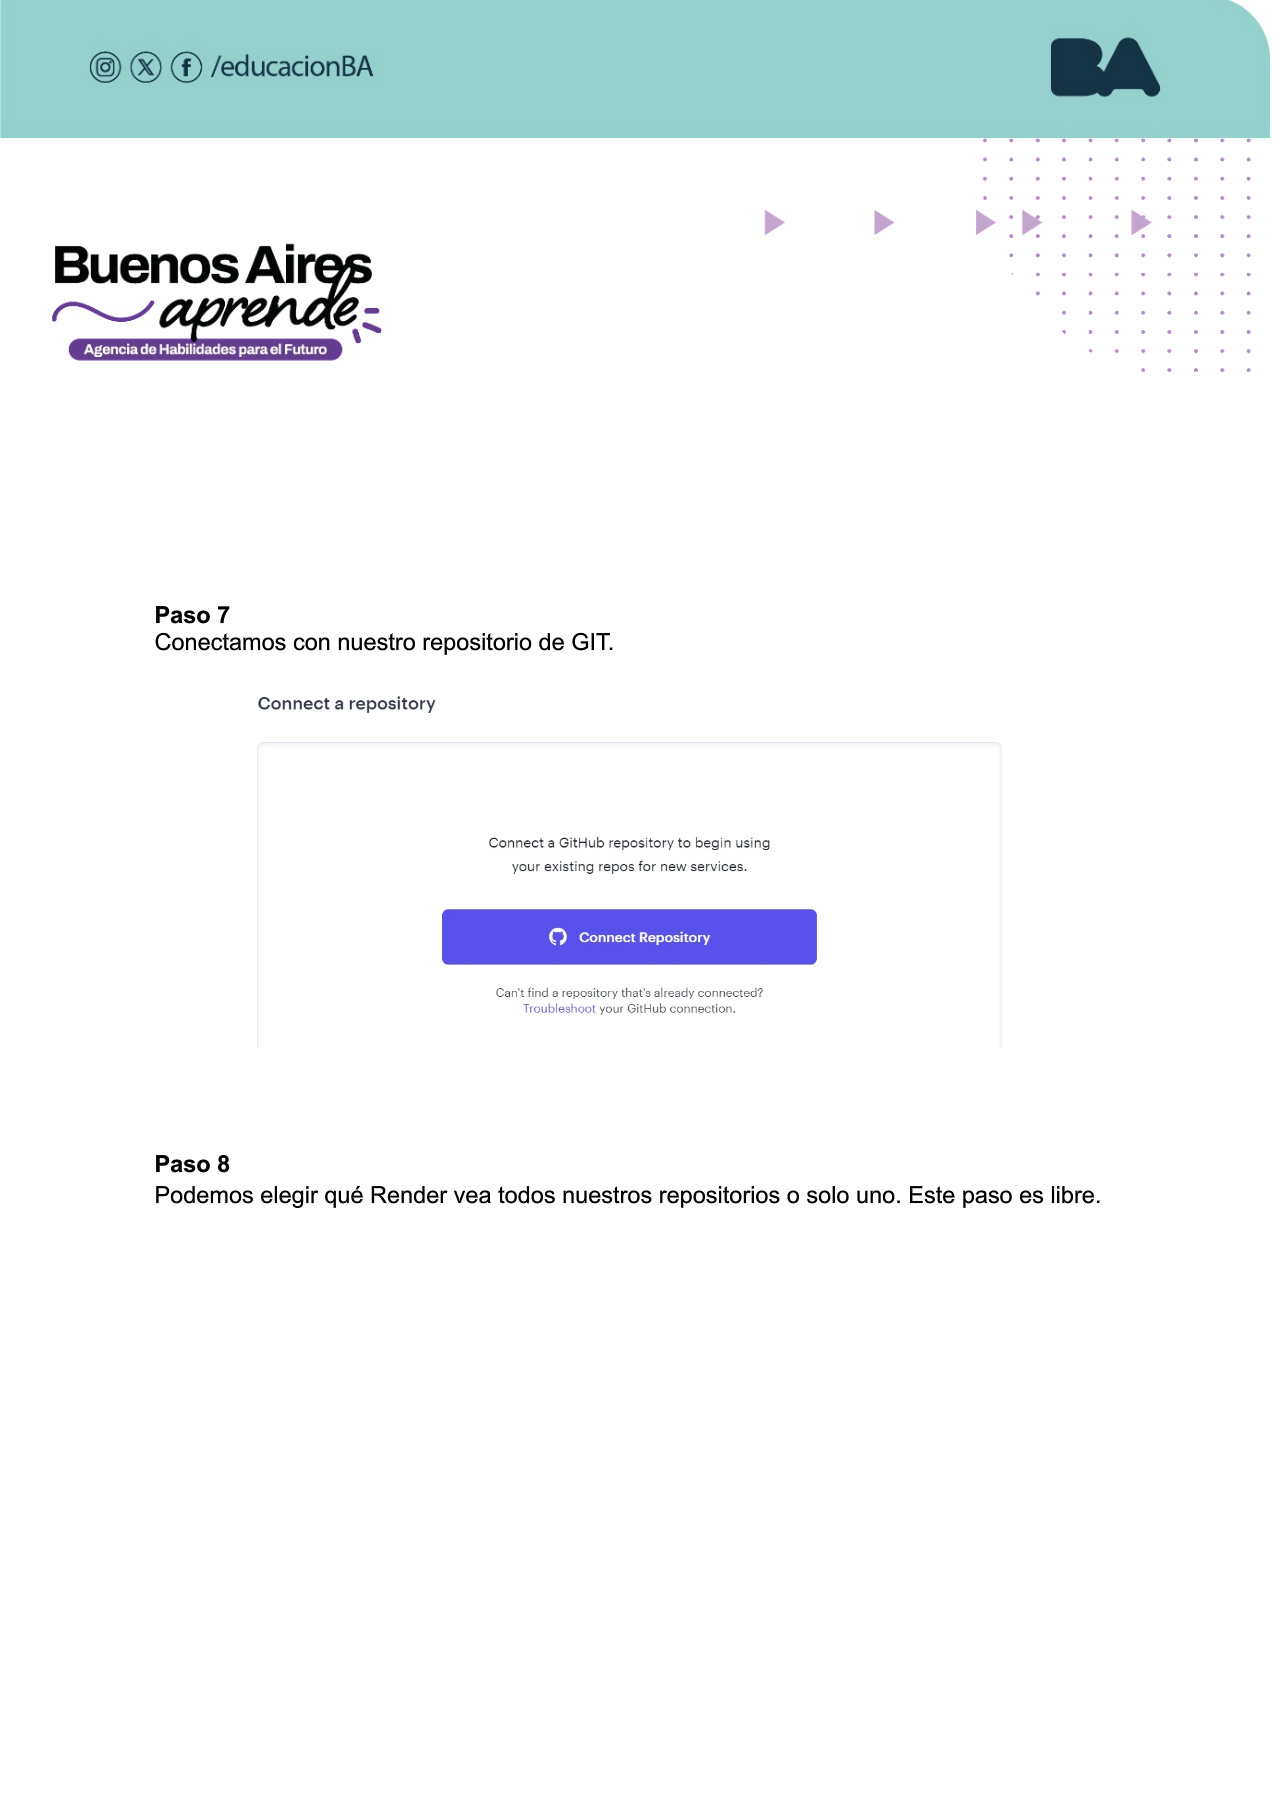 /educacionBA
BA
Buenos Aires
aprende
Agencia de Habilidades para el Futuro
Paso 7
Conectamos con nuestro repositorio de GIT.
Connect a repository
Connect a GitHub repository to begin using
your existing repos for new services.
Connect Repository
Can't find a repository that's already connected?
Troubleshoot your GitHub connection.
Paso 8
Podemos elegir qué Render vea todos nuestros repositorios o solo uno. Este paso es libre.